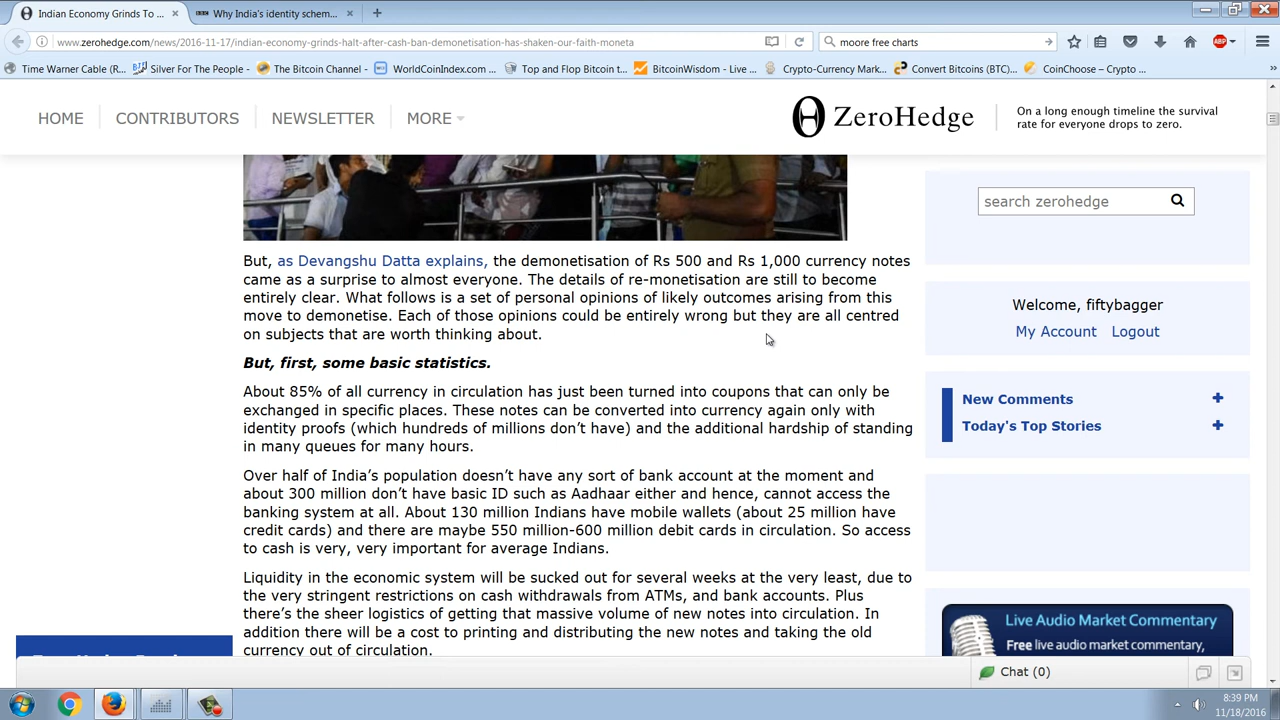 Indian Economy Grinds To ...
Why India's identity schem...
www.zerohedge.com/news/2016-11-17/indian-economy-grinds-halt-after-cash-ban-demonetisation-has-shaken-one-faith-moneta
moore free charts
ABP
Time Warner Cable (R...
Silver For The People - ...
The Bitcoin Channel - ...
WorldCoinIndex.com ...
Top and Flop Bitcoin t...
BitcoinWisdom - Live ...
Crypto-Currency Mark...
Convert Bitcoins (BTC)...
CoinChoose – Crypto ...
HOME
CONTRIBUTORS
NEWSLETTER
MORE
ZeroHedge
On a long enough timeline the survival
rate for everyone drops to zero.
But, as Devangshu Datta explains, the demonetisation of Rs 500 and Rs 1,000 currency notes
came as a surprise to almost everyone. The details of re-monetisation are still to become
entirely clear. What follows is a set of personal opinions of likely outcomes arising from this
move to demonetise. Each of those opinions could be entirely wrong but they are all centred
on subjects that are worth thinking about.
But, first, some basic statistics.
About 85% of all currency in circulation has just been turned into coupons that can only be
exchanged in specific places. These notes can be converted into currency again only with
identity proofs (which hundreds of millions don't have) and the additional hardship of standing
in many queues for many hours.
Over half of India's population doesn't have any sort of bank account at the moment and
about 300 million don't have basic ID such as Aadhaar either and hence, cannot access the
banking system at all. About 130 million Indians have mobile wallets (about 25 million have
credit cards) and there are maybe 550 million-600 million debit cards in circulation. So access
to cash is very, very important for average Indians.
Liquidity in the economic system will be sucked out for several weeks at the very least, due to
the very stringent restrictions on cash withdrawals from ATMs, and bank accounts. Plus
there's the sheer logistics of getting that massive volume of new notes into circulation. In
addition there will be a cost to printing and distributing the new notes and taking the old
currency out of circulation.
search zerohedge
Welcome, fiftybagger
My Account
Logout
New Comments
Today's Top Stories
Live Audio Market Commentary
Free live audio market commentary,
Chat (0)
8:39 PM
11/18/2016